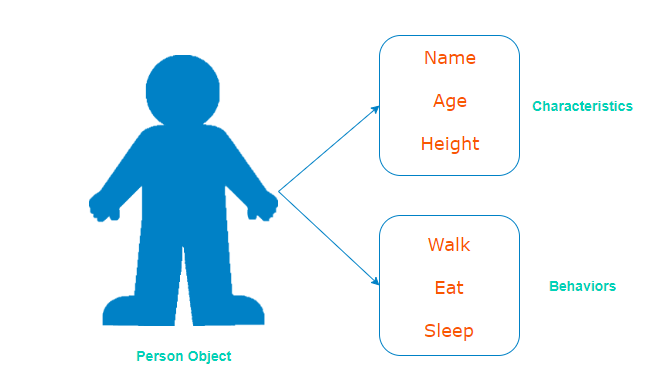 Name
Age
Height
Characteristics
Walk
Eat
Sleep
Behaviors
Person Object